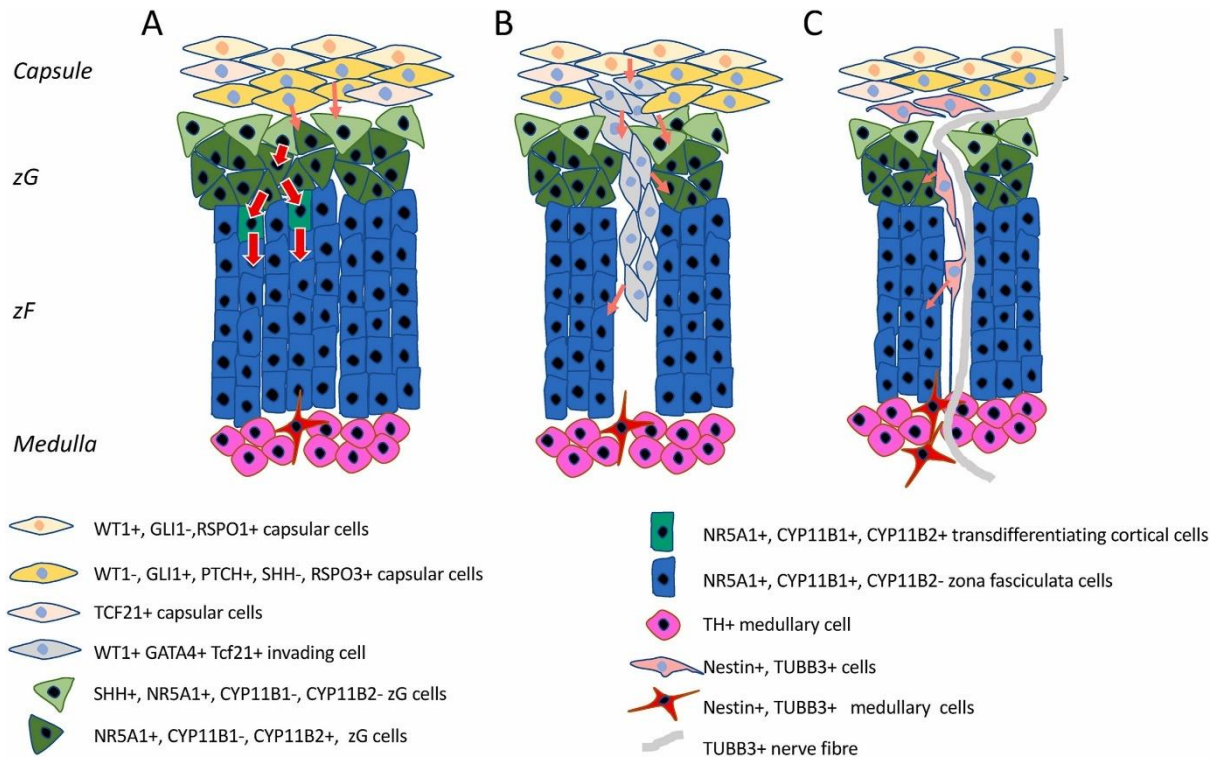 A
B
C
Capsule
zG
zF
Medulla
WT1+, GLI1-,RSPO1+ capsular cells
WT1-, GLI1+, PTCH+, SHH-, RSPO3+ capsular cells
TCF21+ capsular cells
WT1+ GATA4+ Tcf21+ invading cell
SHH+, NR5A1+, CYP11B1-, CYP11B2- zG cells
NR5A1+, CYP11B1-, CYP11B2+, zG cells
NR5A1+, CYP11B1+, CYP11B2+ transdifferentiating cortical cells
NR5A1+, CYP11B1+, CYP11B2- zona fasciculata cells
TH+ medullary cell
Nestin+, TUBB3+ cells
Nestin+, TUBB3+ medullary cells
TUBB3+ nerve fibre